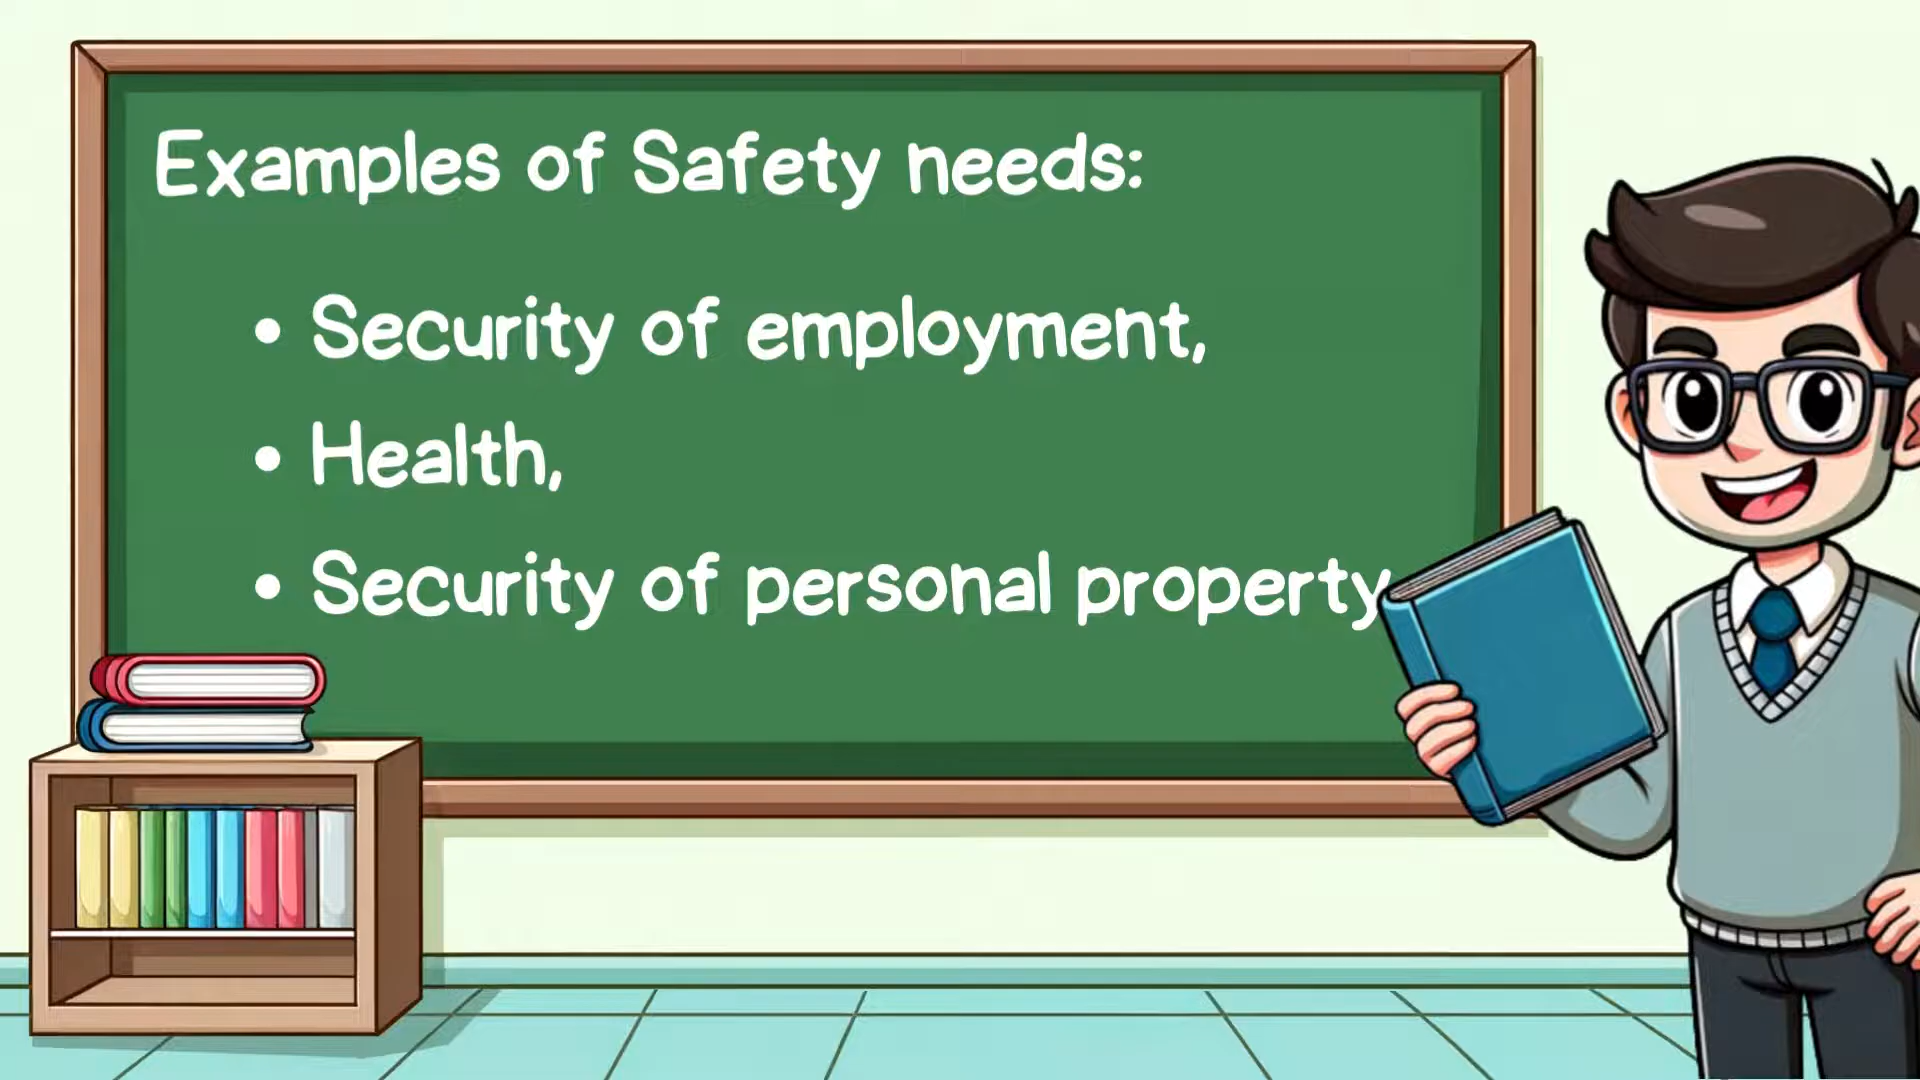 Examples of Safety needs:
• Security of employment,
• Health,
• Security of personal property